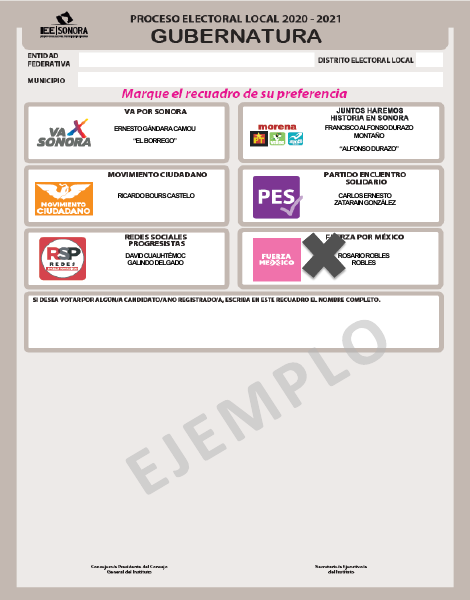 IEE|SONORA
PROCESO ELECTORAL LOCAL 2020 - 2021
GUBERNATURA
ENTIDAD
FEDERATIVA
DISTRITO ELECTORAL LOCAL
MUNICIPIO
Marque el recuadro de su preferencia
VA X SONORA
VA POR SONORA
ERNESTO GÁNDARA CAMOU
"EL BORREGO"
morena
JUNTOS HAREMOS
HISTORIA EN SONORA
FRANCISCO ALFONSO DURAZO
MONTAÑO
"ALFONSO DURAZO"
MOVIMIENTO
CIUDADANO
MOVIMIENTO CIUDADANO
RICARDO BOURS CASTELO
PES
PARTIDO ENCUENTRO
SOLIDARIO
CARLOS ERNESTO
ZATARAIN GONZÁLEZ
RSP
REDES
REDES SOCIALES
PROGRESISTAS
DAVID CUAUHTÉMOC
GALINDO DELGADO
FUERZA
MEXICO
FUERZA POR MÉXICO
ROSARIO ROBLES
ROBLES
SI DESEA VOTAR POR ALGÚN/A CANDIDATO/A NO REGISTRADO/A, ESCRIBA EN ESTE RECUADRO EL NOMBRE COMPLETO.
EJEMPLO
Consejero/a Presidente del Consejo
General del Instituto
Secretario/a Ejecutivo/a
del Instituto